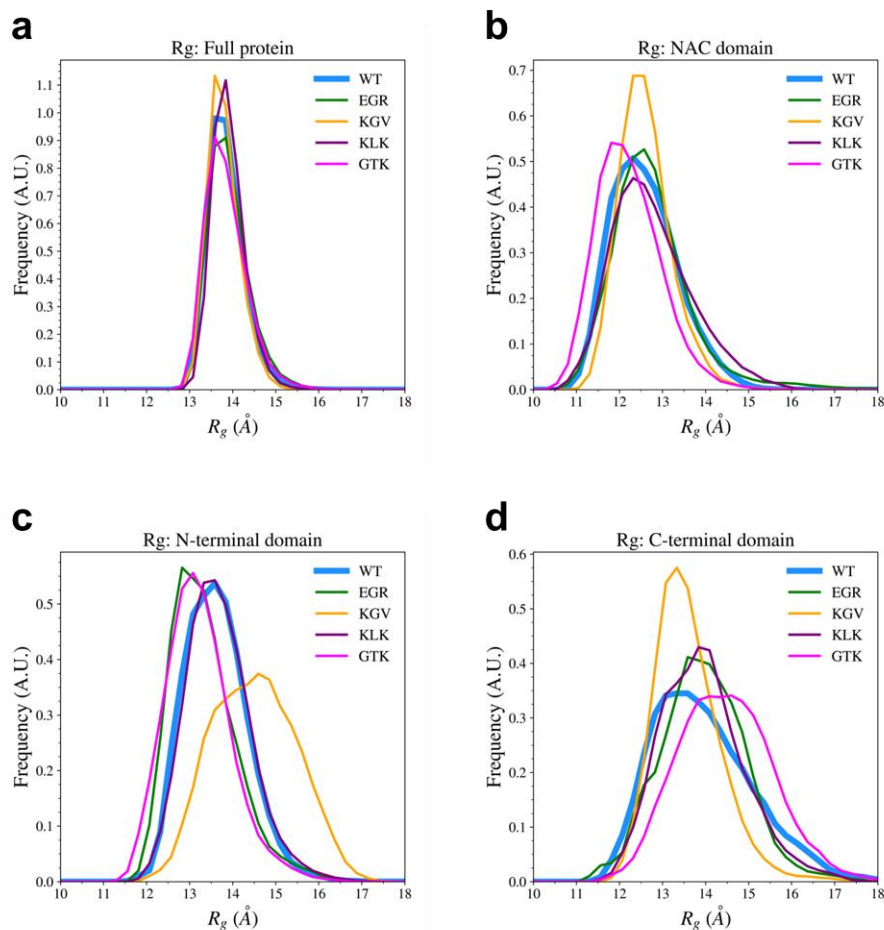 a
Rg: Full protein
Frequency (A.U.)
1.1
1.0
0.9
0.8
0.7
0.6
0.5
0.4
0.3
0.2
0.1
0.0
10 11 12 13 14 15 16 17 18
Rg (Å)
WT
EGR
KGV
KLK
GTK
b
Rg: NAC domain
Frequency (A.U.)
0.7
0.6
0.5
0.4
0.3
0.2
0.1
0.0
10 11 12 13 14 15 16 17 18
Rg (Å)
WT
EGR
KGV
KLK
GTK
c
Rg: N-terminal domain
Frequency (A.U.)
0.5
0.4
0.3
0.2
0.1
0.0
10 11 12 13 14 15 16 17 18
Rg (Å)
WT
EGR
KGV
KLK
GTK
d
Rg: C-terminal domain
Frequency (A.U.)
0.6
0.5
0.4
0.3
0.2
0.1
0.0
10 11 12 13 14 15 16 17 18
Rg (Å)
WT
EGR
KGV
KLK
GTK